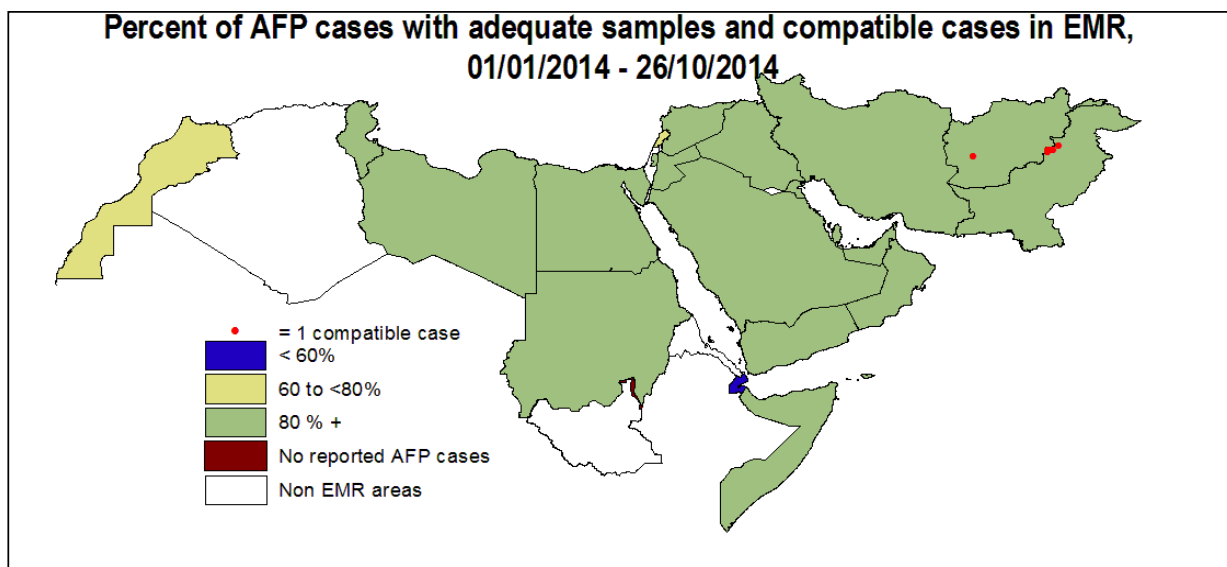 Percent of AFP cases with adequate samples and compatible cases in EMR,
01/01/2014 - 26/10/2014
= 1 compatible case
< 60%
60 to <80%
80 % +
No reported AFP cases
Non EMR areas